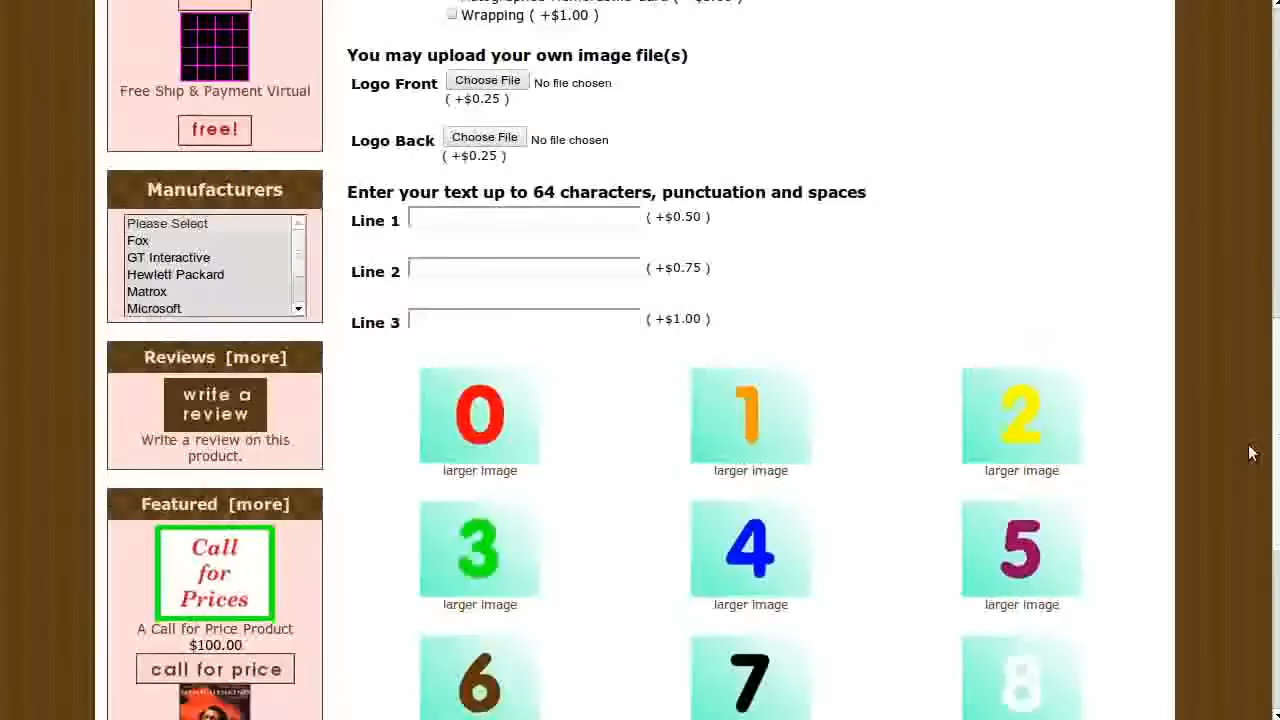 Wrapping ( +$1.00 )
You may upload your own image file(s)
Logo Front Choose File No file chosen
( +$0.25 )
Logo Back Choose File No file chosen
( +$0.25 )
Enter your text up to 64 characters, punctuation and spaces
Line 1 ( +$0.50 )
Line 2 ( +$0.75 )
Line 3 ( +$1.00 )
0 1 2
larger image larger image larger image
3 4 5
larger image larger image larger image
6 7 8
Free Ship & Payment Virtual
free!
Manufacturers
Please Select
Fox
GT Interactive
Hewlett Packard
Matrox
Microsoft
Reviews [more]
write a
review
Write a review on this
product.
Featured [more]
Call
for
Prices
A Call for Price Product
$100.00
call for price